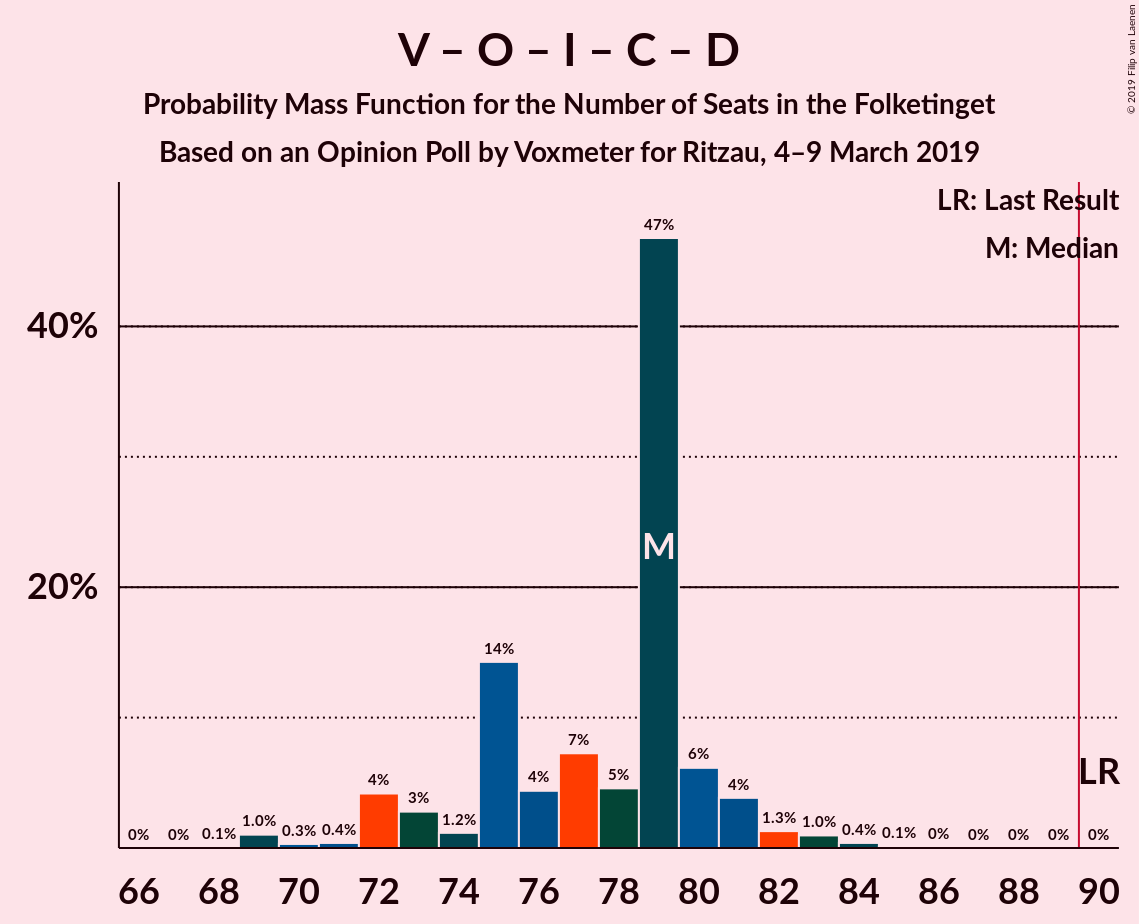 V – O – I – C – D
Probability Mass Function for the Number of Seats in the Folketinget
Based on an Opinion Poll by Voxmeter for Ritzau, 4–9 March 2019
© 2019 Filip van Laenen
LR: Last Result
M: Median
40%
20%
0% 0% 0.1% 1.0% 0.3% 0.4% 4% 3% 1.2% 14% 4% 7% 5% 47% 6% 4% 1.3% 1.0% 0.4% 0.1% 0% 0% 0% 0% 0%
M
LR
66 68 70 72 74 76 78 80 82 84 86 88 90